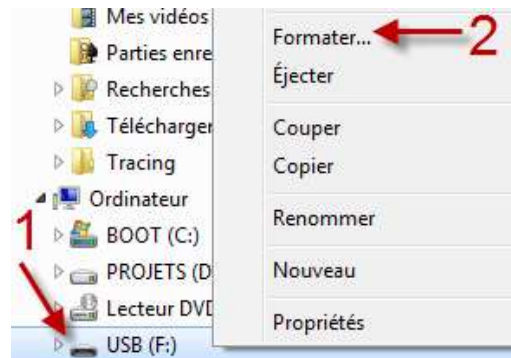 Mes vidéos
Parties enre
Recherches
Télécharger
Tracing
Ordinateur
1
BOOT (C:)
PROJETS (D
Lecteur DVD
USB (F:)
Formater...
2
Éjecter
Couper
Copier
Renommer
Nouveau
Propriétés